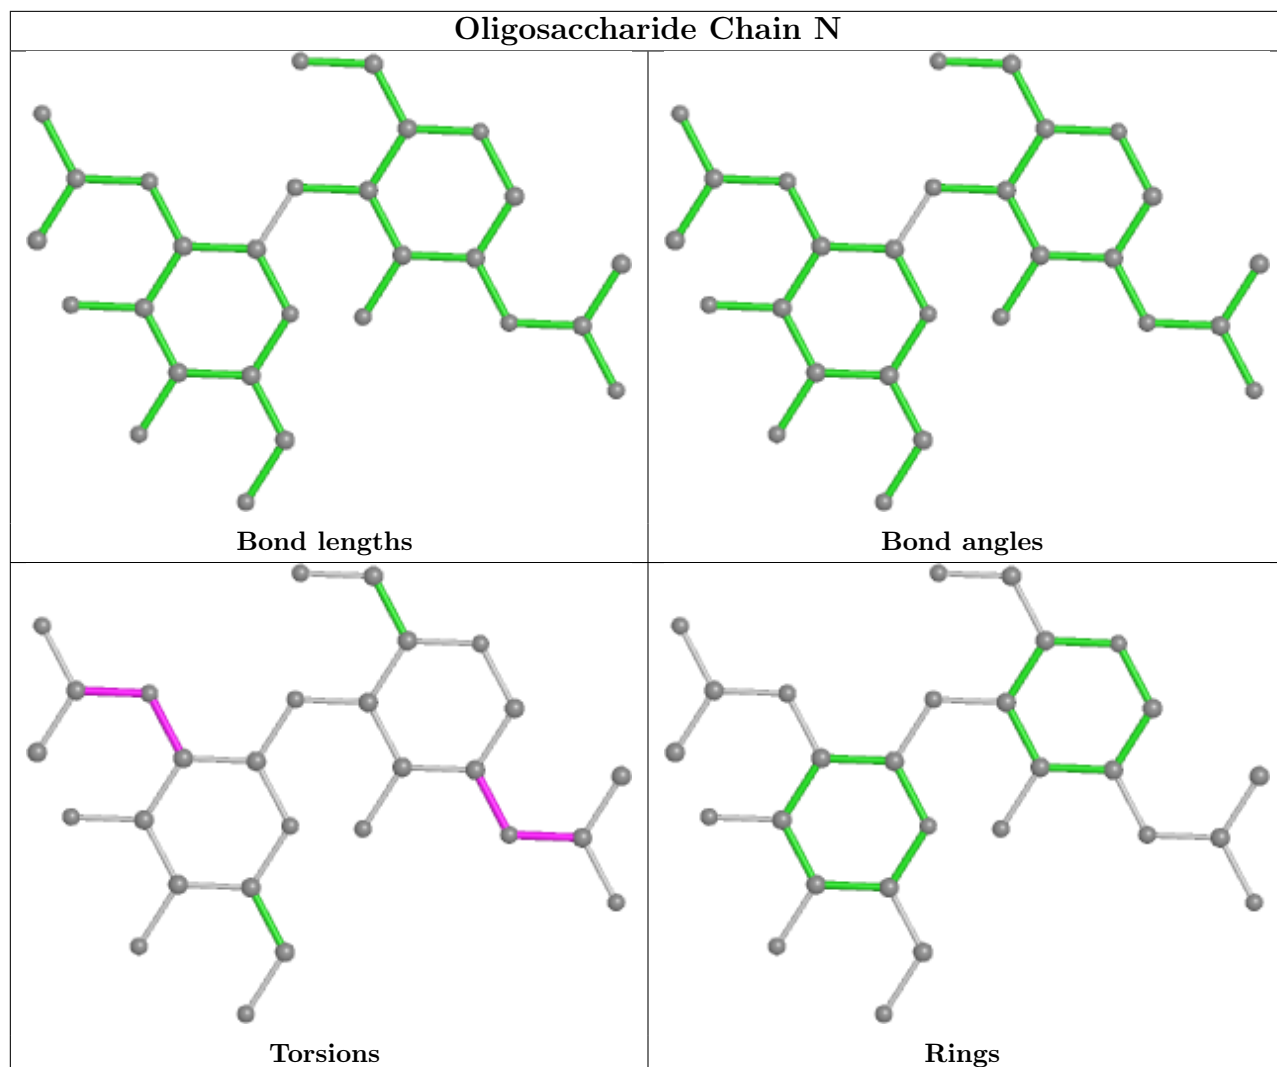 Oligosaccharide Chain N
Bond lengths
Bond angles
Torsions
Rings